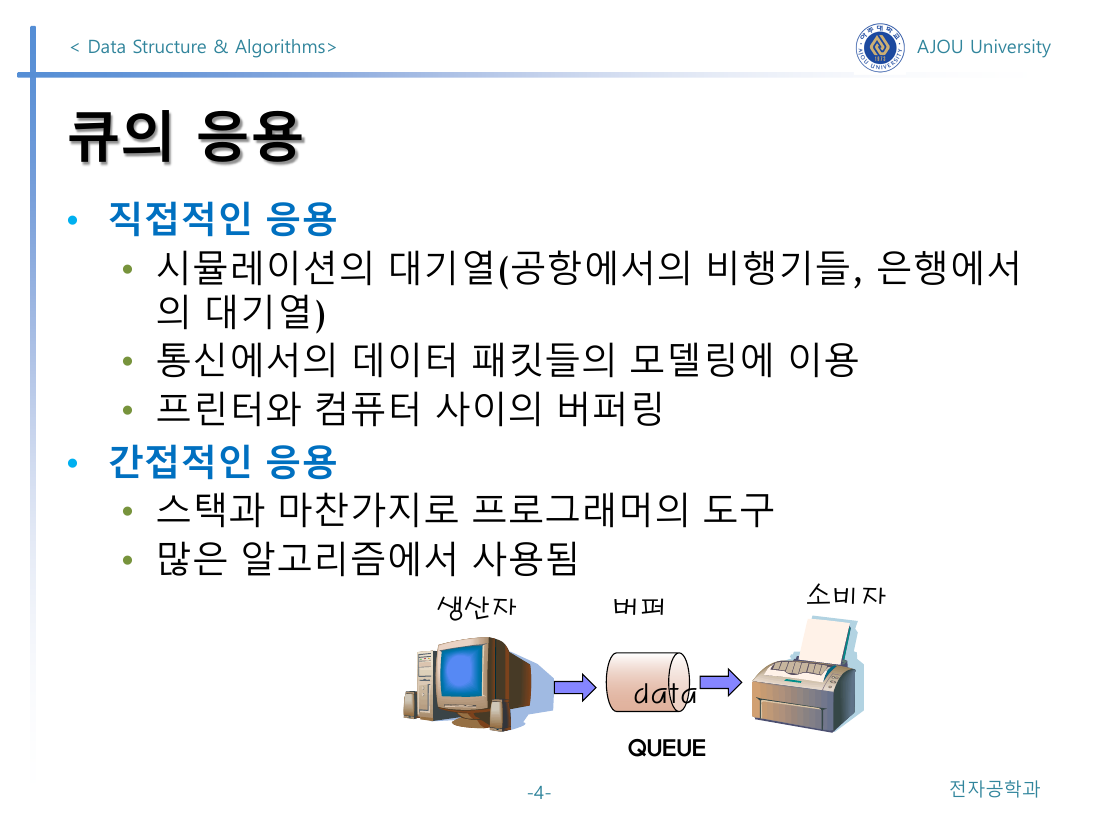 < Data Structure & Algorithms>
AJOU University
큐의 응용
• 직접적인 응용
• 시뮬레이션의 대기열(공항에서의 비행기들, 은행에서
의 대기열)
• 통신에서의 데이터 패킷들의 모델링에 이용
• 프린터와 컴퓨터 사이의 버퍼링
• 간접적인 응용
• 스택과 마찬가지로 프로그래머의 도구
• 많은 알고리즘에서 사용됨
생산자
버퍼
소비자
data
QUEUE
-4-
전자공학과